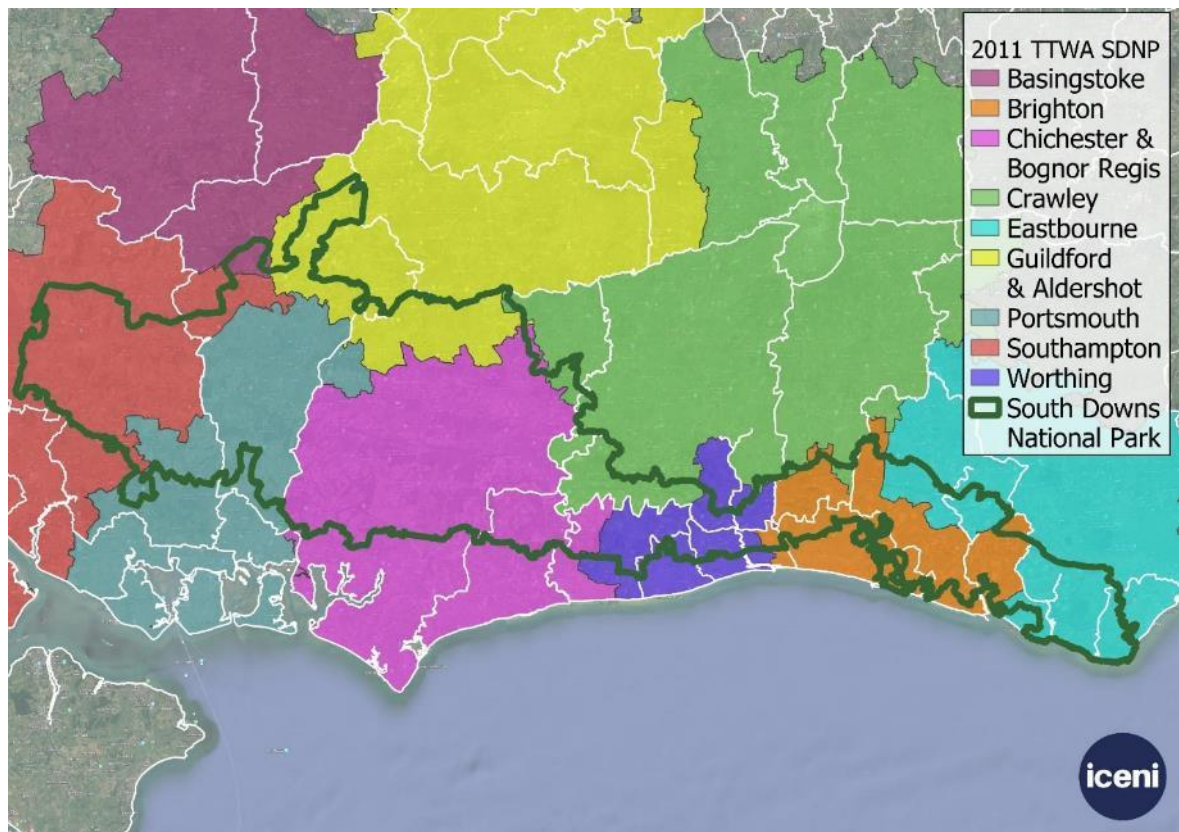 2011 TTWA SDNP
Basingstoke
Brighton
Chichester &
Bognor Regis
Crawley
Eastbourne
Guildford
& Aldershot
Portsmouth
Southampton
Worthing
South Downs
National Park
iceni